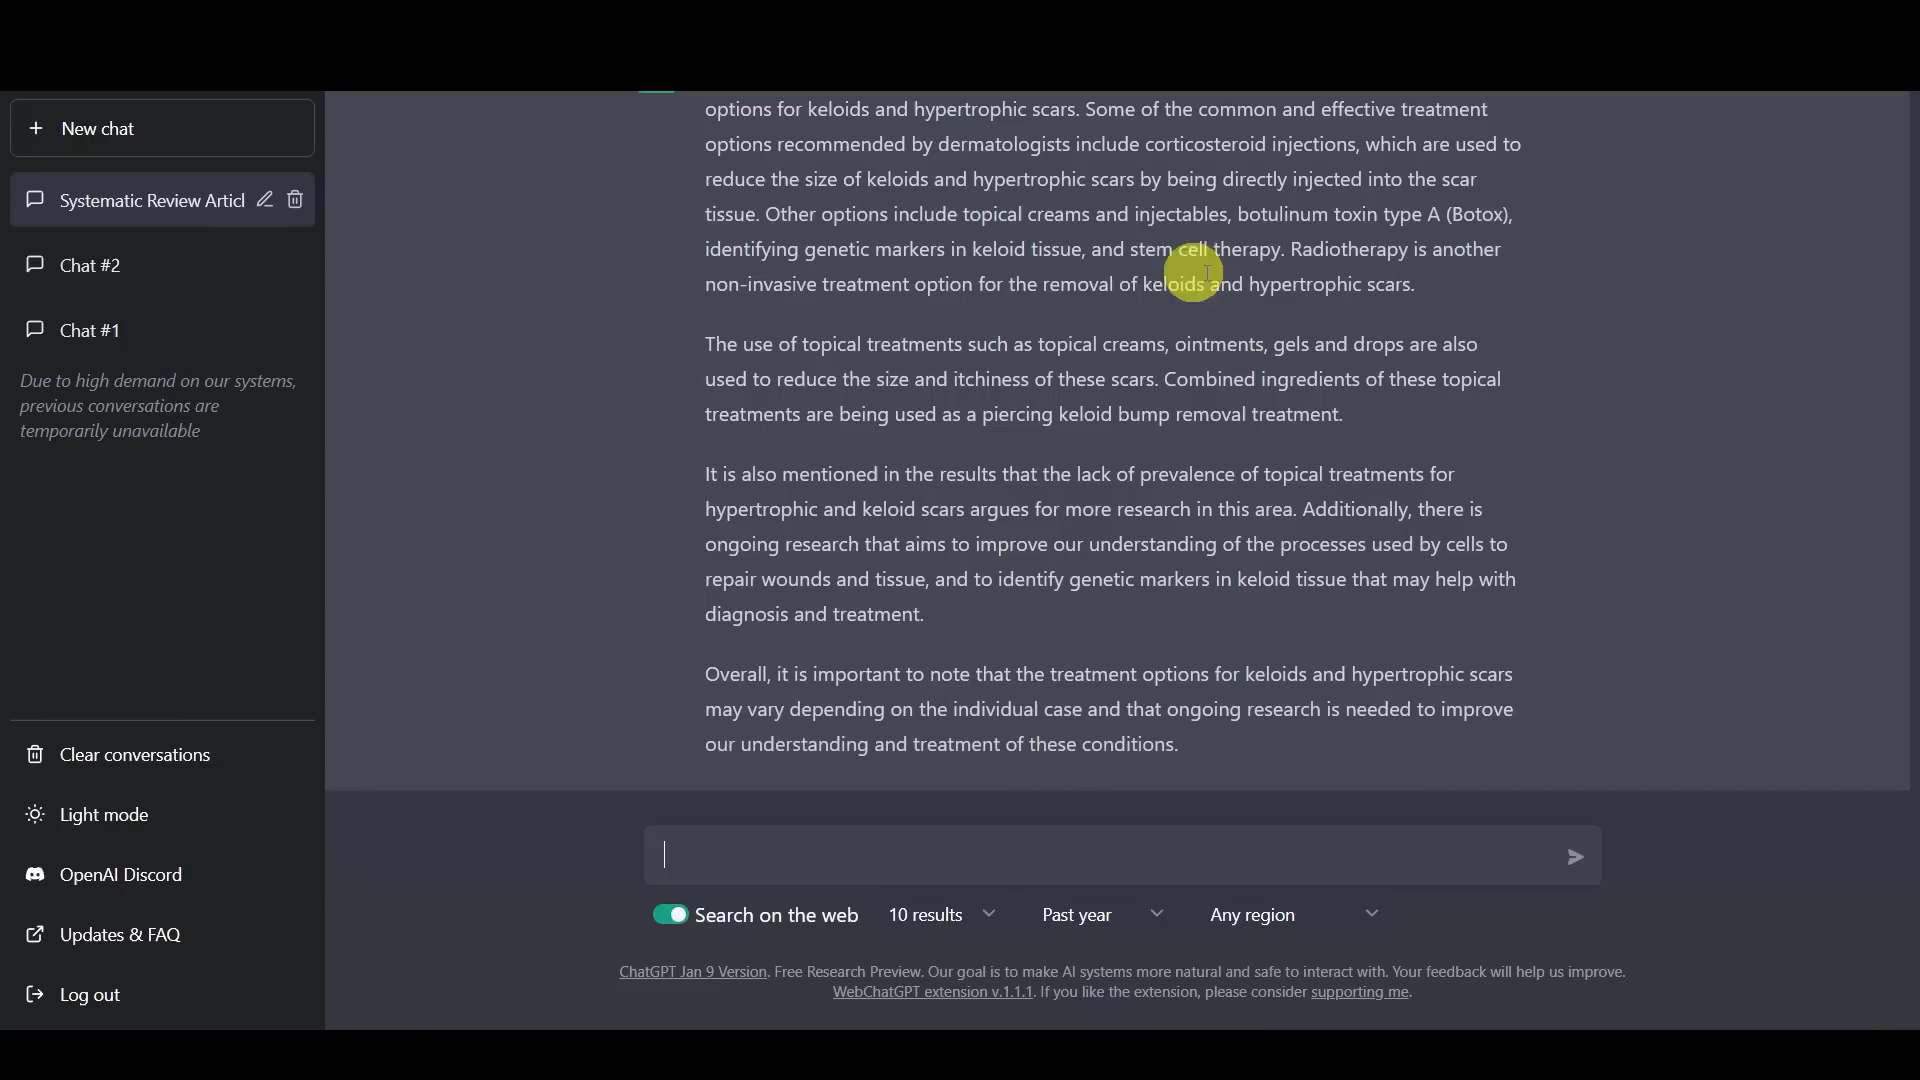 New chat
Systematic Review Articl
Chat #2
Chat #1
Due to high demand on our systems,
previous conversations are
temporarily unavailable
Clear conversations
Light mode
OpenAI Discord
Updates & FAQ
Log out
options for keloids and hypertrophic scars. Some of the common and effective treatment
options recommended by dermatologists include corticosteroid injections, which are used to
reduce the size of keloids and hypertrophic scars by being directly injected into the scar
tissue. Other options include topical creams and injectables, botulinum toxin type A (Botox),
identifying genetic markers in keloid tissue, and stem cell therapy. Radiotherapy is another
non-invasive treatment option for the removal of keloids and hypertrophic scars.
The use of topical treatments such as topical creams, ointments, gels and drops are also
used to reduce the size and itchiness of these scars. Combined ingredients of these topical
treatments are being used as a piercing keloid bump removal treatment.
It is also mentioned in the results that the lack of prevalence of topical treatments for
hypertrophic and keloid scars argues for more research in this area. Additionally, there is
ongoing research that aims to improve our understanding of the processes used by cells to
repair wounds and tissue, and to identify genetic markers in keloid tissue that may help with
diagnosis and treatment.
Overall, it is important to note that the treatment options for keloids and hypertrophic scars
may vary depending on the individual case and that ongoing research is needed to improve
our understanding and treatment of these conditions.
Search on the web 10 results Past year Any region
ChatGPT Jan 9 Version. Free Research Preview. Our goal is to make AI systems more natural and safe to interact with. Your feedback will help us improve.
WebChatGPT extension v.1.1.1. If you like the extension, please consider supporting me.